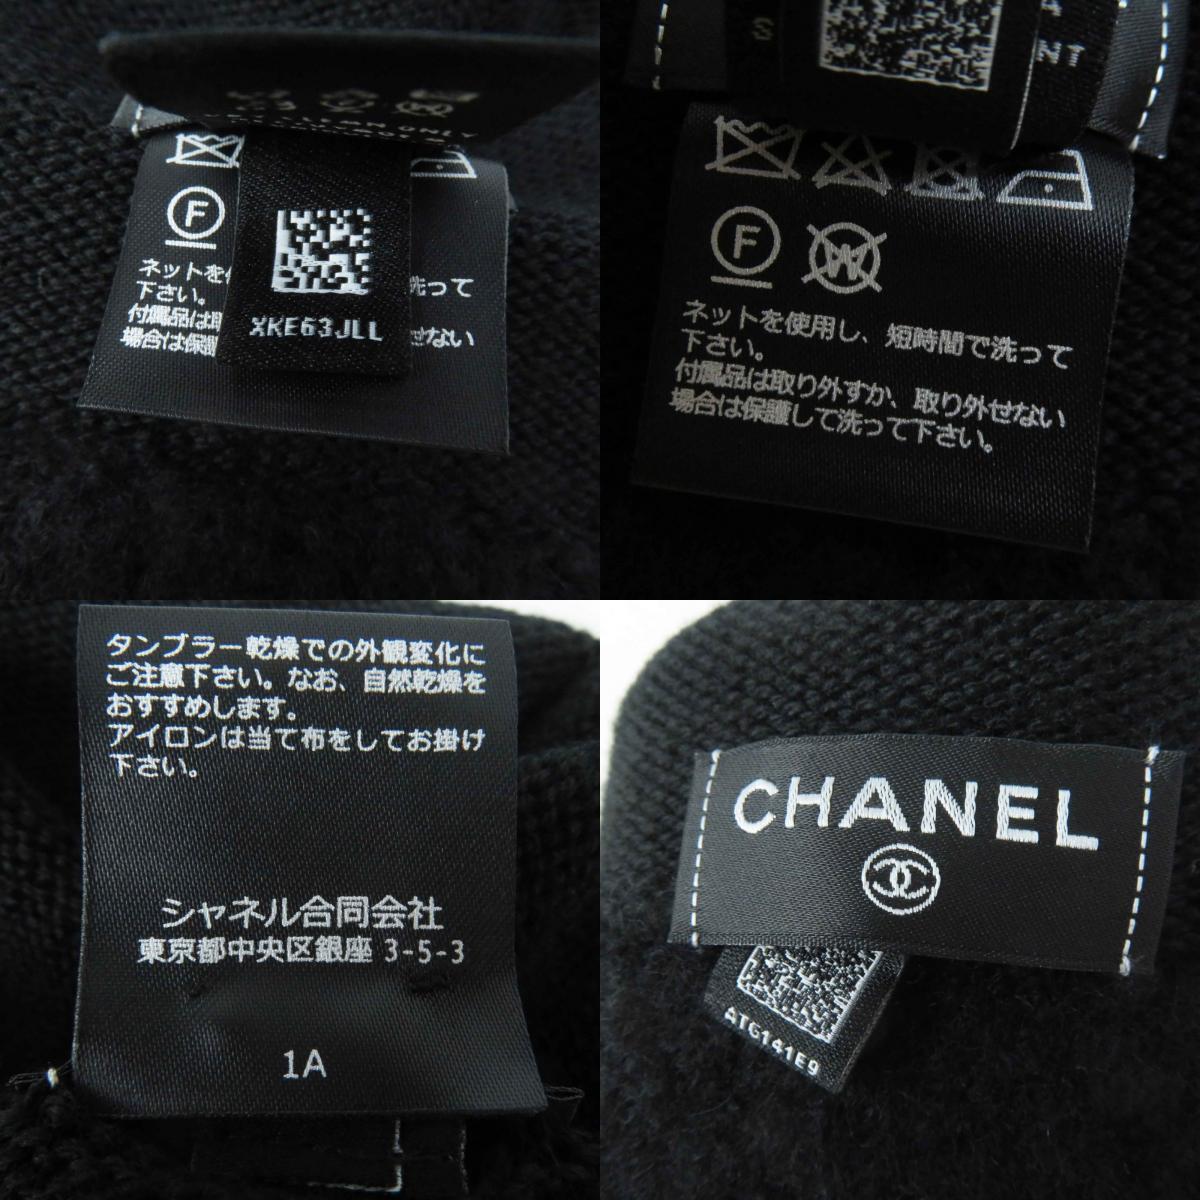 CLEAN ONLY
F
ネットを
洗って
下さい。
付属品は取
場合は保護
せない
XKE63JLL
A
NT
F
W
ネットを使用し、短時間で洗って
下さい。
付属品は取り外すか、取り外せない
場合は保護して洗って下さい。
タンブラー乾燥での外観変化に
ご注意下さい。なお、自然乾燥を
おすすめします。
アイロンは当て布をしてお掛け
下さい。
シャネル合同会社
東京都中央区銀座 3-5-3
1A
CHANEL
ATG141E9